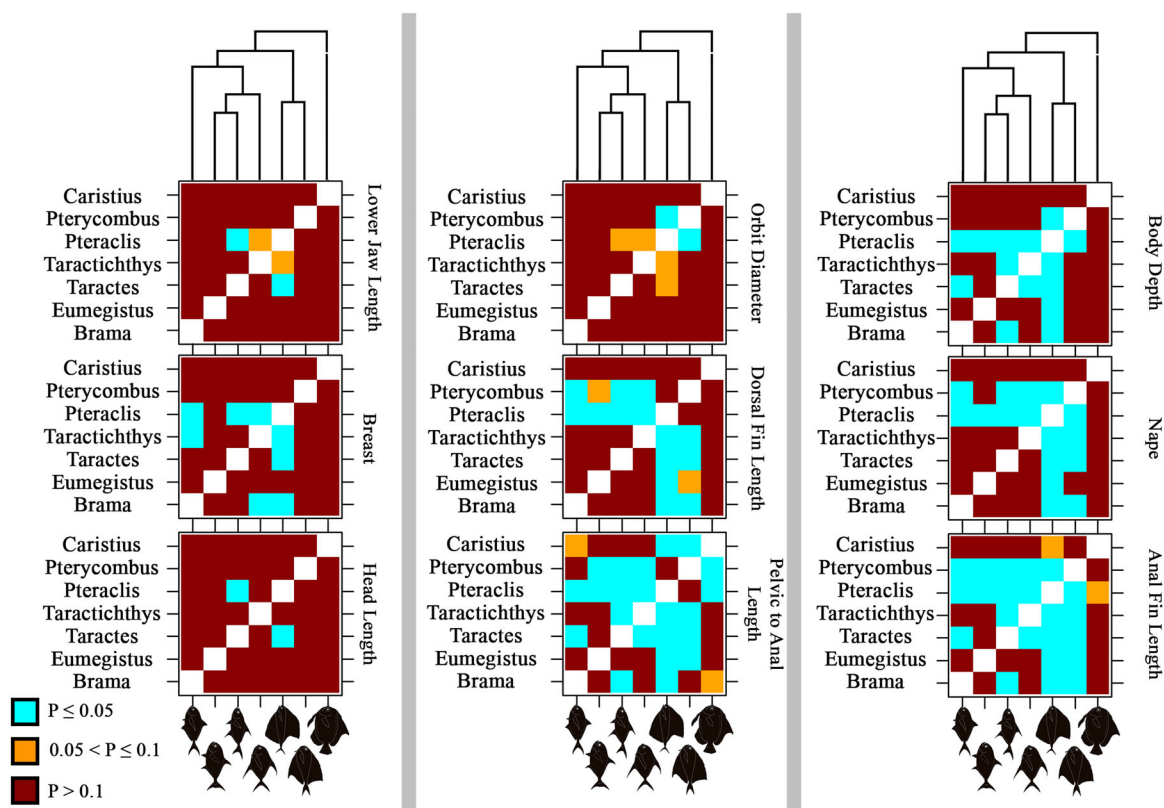 Caristius
Pterycombus
Pteraclis
Taractichthys
Taractes
Eumegistus
Brama
Lower Jaw Length
Caristius
Pterycombus
Pteraclis
Taractichthys
Taractes
Eumegistus
Brama
Breast
Caristius
Pterycombus
Pteraclis
Taractichthys
Taractes
Eumegistus
Brama
Head Length
P ≤ 0.05
0.05 < P ≤ 0.1
P > 0.1
Caristius
Pterycombus
Pteraclis
Taractichthys
Taractes
Eumegistus
Brama
Orbit Diameter
Caristius
Pterycombus
Pteraclis
Taractichthys
Taractes
Eumegistus
Brama
Dorsal Fin Length
Caristius
Pterycombus
Pteraclis
Taractichthys
Taractes
Eumegistus
Brama
Pelvic to Anal
Length
Caristius
Pterycombus
Pteraclis
Taractichthys
Taractes
Eumegistus
Brama
Body Depth
Caristius
Pterycombus
Pteraclis
Taractichthys
Taractes
Eumegistus
Brama
Nape
Caristius
Pterycombus
Pteraclis
Taractichthys
Taractes
Eumegistus
Brama
Anal Fin Length